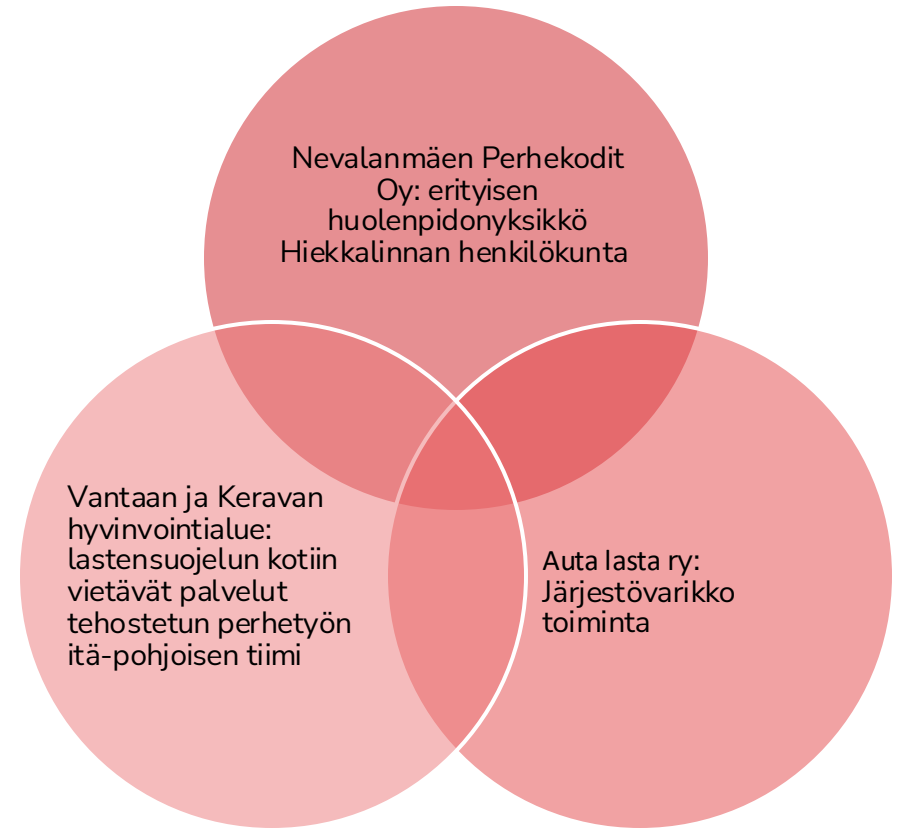 Nevalanmäen Perhekodit
Oy: erityisen
huolenpidonyksikkö
Hiekkalinnan henkilökunta
Vantaan ja Keravan
hyvinvointialue:
lastensuojelun kotiin
vietävät palvelut
tehostetun perhetyön
itä-pohjoisen tiimi
Auta lasta ry:
Järjestövarikko
toiminta